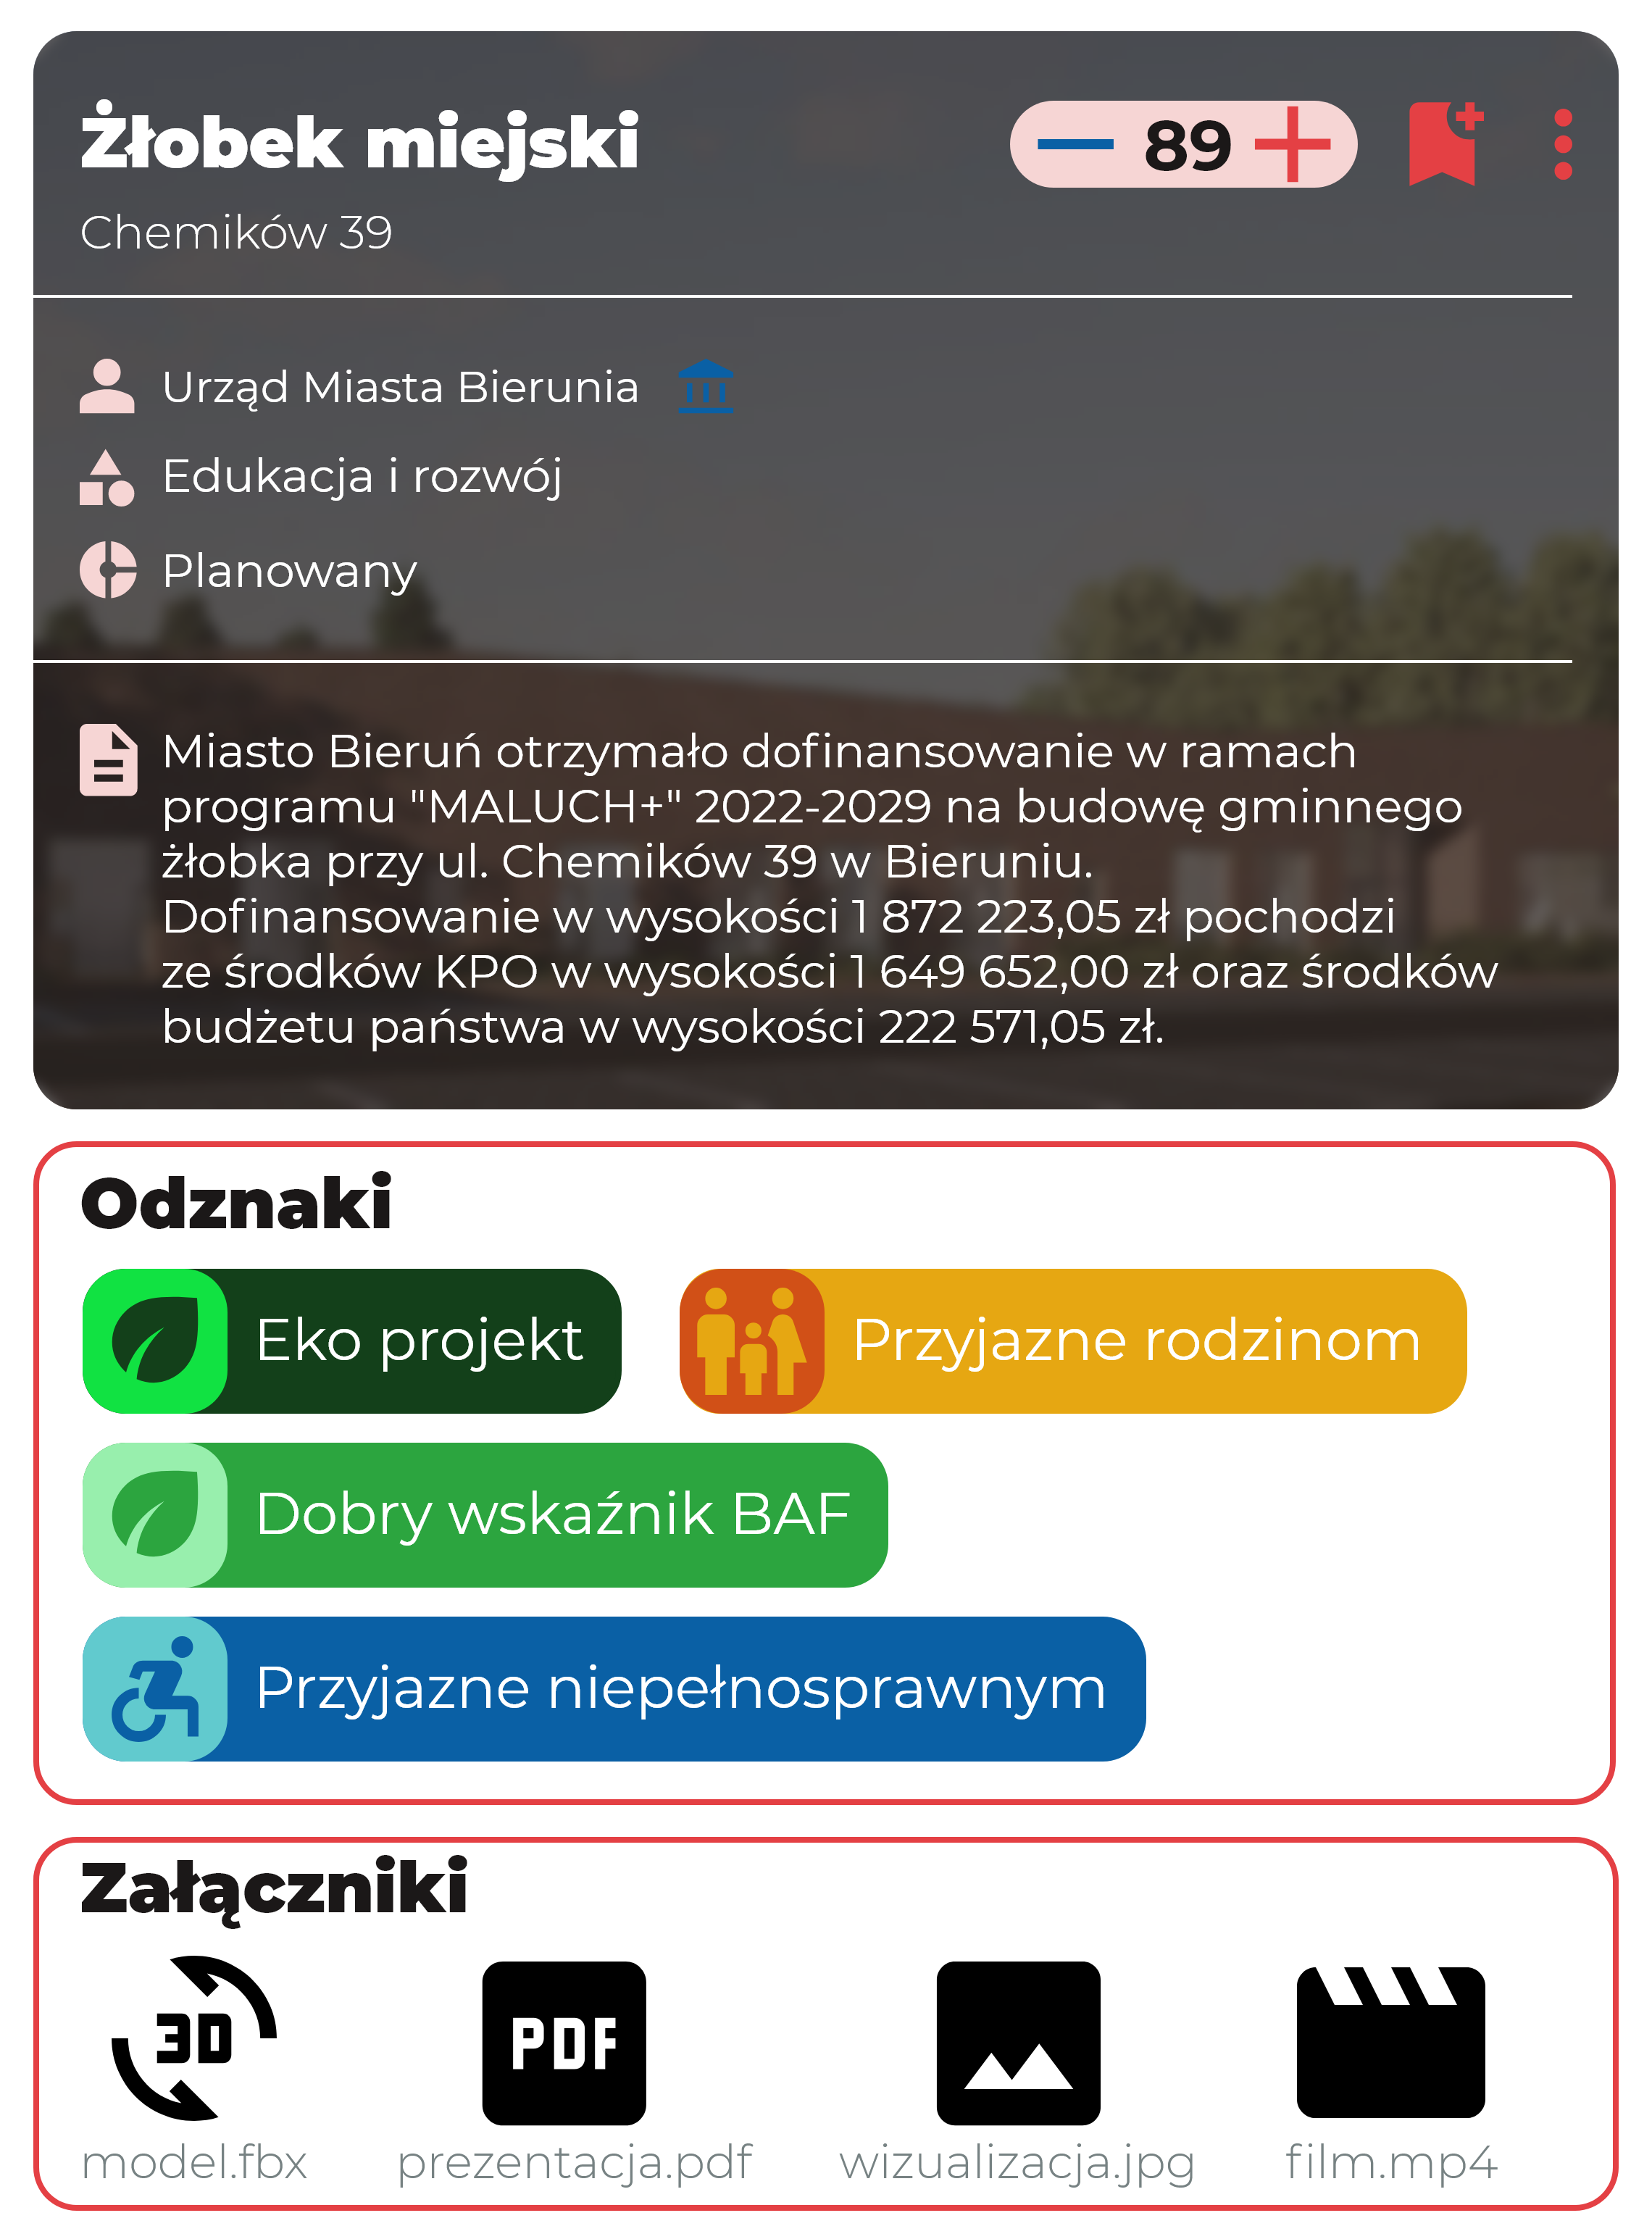 Żłobek miejski
89
Chemików 39
Urząd Miasta Bierunia
Edukacja i rozwój
Planowany
Miasto Bieruń otrzymało dofinansowanie w ramach
programu "MALUCH+" 2022-2029 na budowę gminnego
żłobka przy ul. Chemików 39 w Bieruniu.
Dofinansowanie w wysokości 1 872 223,05 zł pochodzi
ze środków KPO w wysokości 1 649 652,00 zł oraz środków
budżetu państwa w wysokości 222 571,05 zł.
Odznaki
Eko projekt
Przyjazne rodzinom
Dobry wskaźnik BAF
Przyjazne niepełnosprawnym
Załączniki
3D
PDF
model.fbx
prezentacja.pdf
wizualizacja.jpg
film.mp4